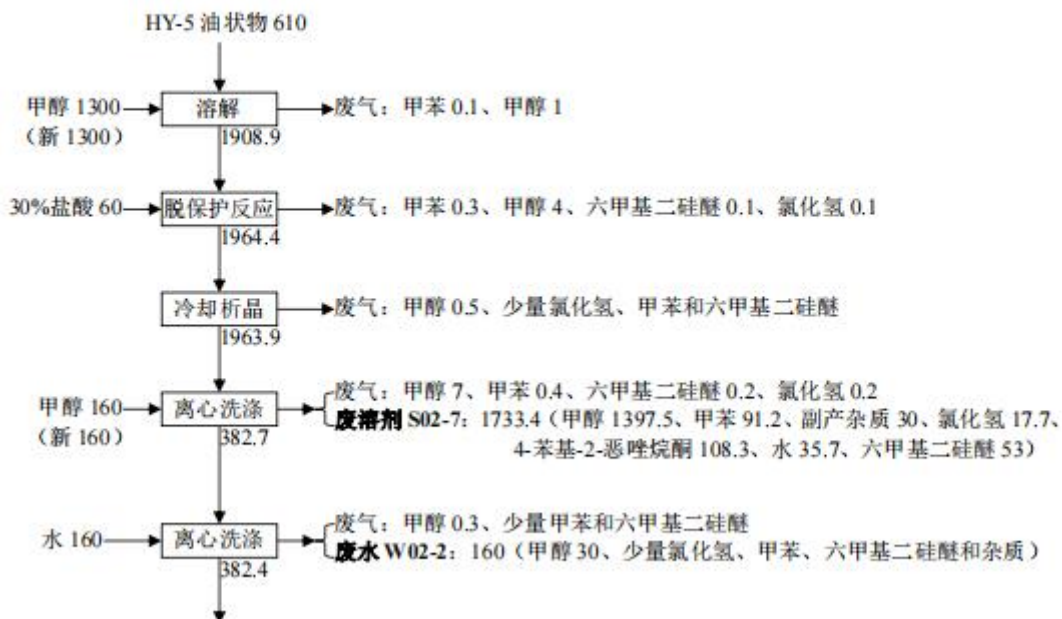 HY-5 油状物 610
甲醇 1300
（新 1300）
溶解
废气：甲苯 0.1、甲醇 1
1908.9
30%盐酸 60
脱保护反应
废气：甲苯 0.3、甲醇 4、六甲基二硅醚 0.1、氯化氢 0.1
1964.4
冷却析晶
废气：甲醇 0.5、少量氯化氢、甲苯和六甲基二硅醚
1963.9
甲醇 160
（新 160）
离心洗涤
废气：甲醇 7、甲苯 0.4、六甲基二硅醚 0.2、氯化氢 0.2
废溶剂 S02-7：1733.4（甲醇 1397.5、甲苯 91.2、副产杂质 30、氯化氢 17.7、
4-苯基-2-恶唑烷酮 108.3、水 35.7、六甲基二硅醚 53）
382.7
水 160
离心洗涤
废气：甲醇 0.3、少量甲苯和六甲基二硅醚
废水 W02-2：160（甲醇 30、少量氯化氢、甲苯、六甲基二硅醚和杂质）
382.4